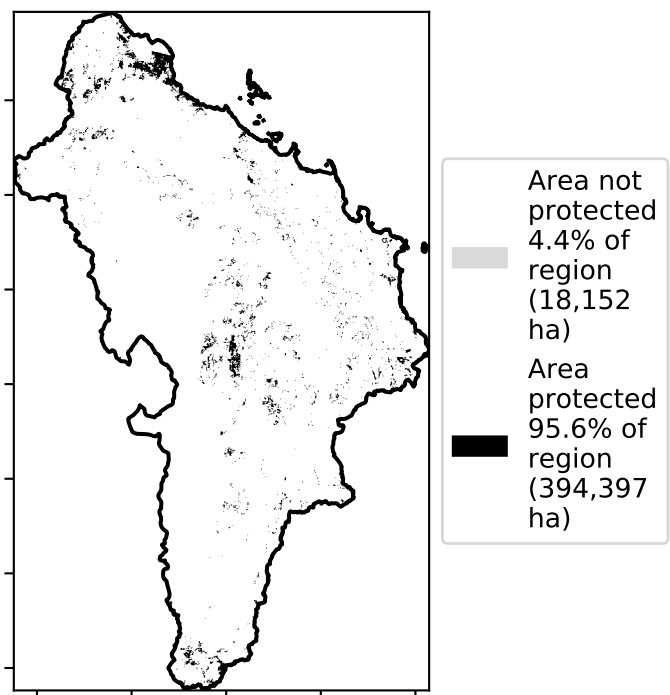 Area not
protected
4.4% of
region
(18,152
ha)
Area
protected
95.6% of
region
(394,397
ha)